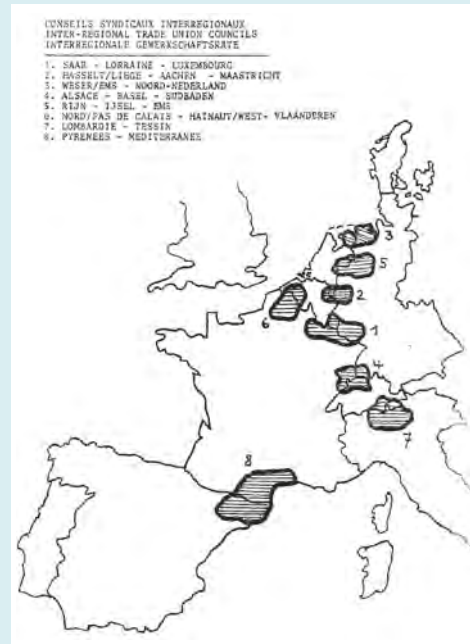 CONSEILS SYNDICAUX INTERREGIONAUX
INTER-REGIONAL TRADE UNION COUNCILS
INTERREGIONALE GEWERKSCHAFTSRÄTE
1. SAAR - LORRAINE - LUXEMBOURG
2. HASSELT/LIEGE - AACHEN - MAASTRICHT
3. WESER/EMS - NOORD-NEDERLAND
4. ALSACE - BASEL - SUDBADEN
5. RIJN - IJSEL - EMS
6. NORD/PAS DE CALAIS - HAINAUT/WEST- VLAANDEREN
7. LOMBARDIE - TESSIN
8. PYRENEES - MEDITERRANEE
3
5
2
6
1
4
7
8